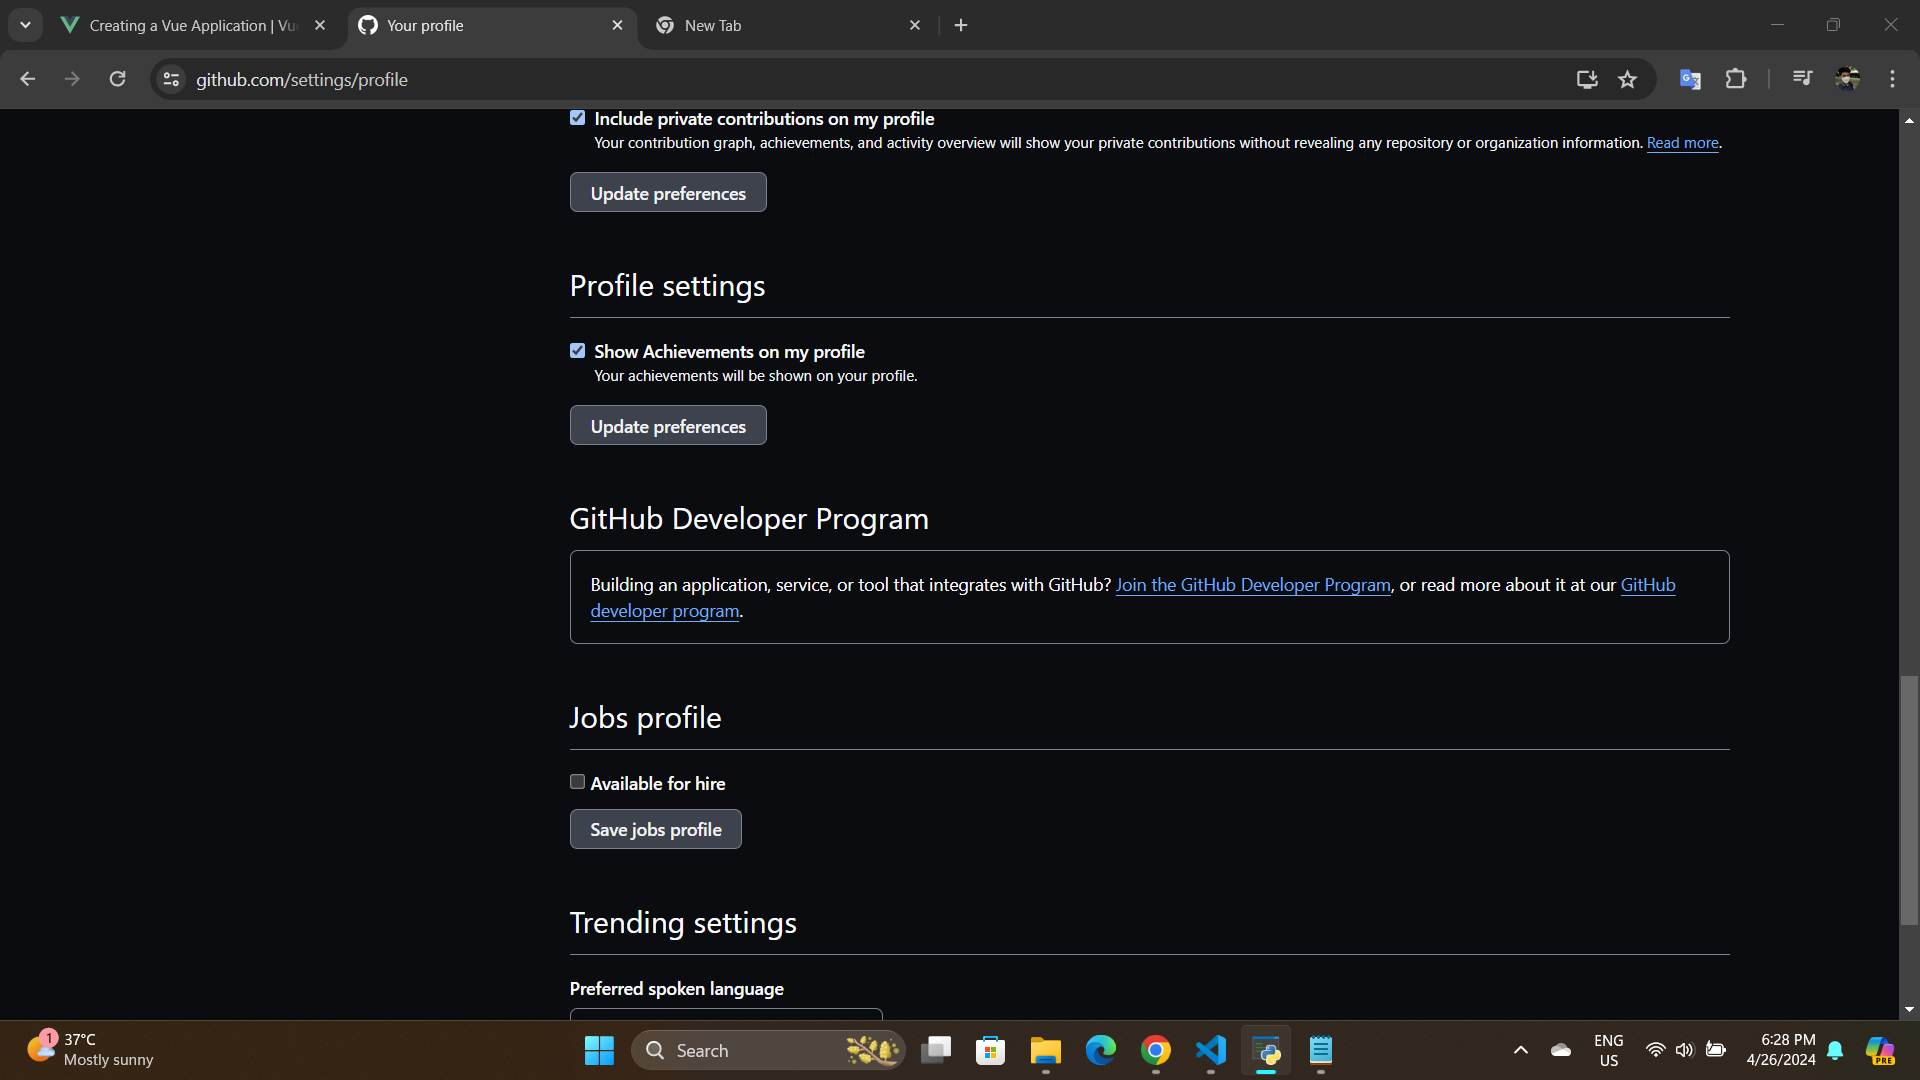 Creating a Vue Application | Vu
Your profile
New Tab
github.com/settings/profile
Include private contributions on my profile
Your contribution graph, achievements, and activity overview will show your private contributions without revealing any repository or organization information. Read more.
Update preferences
Profile settings
Show Achievements on my profile
Your achievements will be shown on your profile.
Update preferences
GitHub Developer Program
Building an application, service, or tool that integrates with GitHub? Join the GitHub Developer Program, or read more about it at our GitHub
developer program.
Jobs profile
Available for hire
Save jobs profile
Trending settings
Preferred spoken language
1
37°C
Mostly sunny
Search
ENG
US
6:28 PM
4/26/2024
PRE